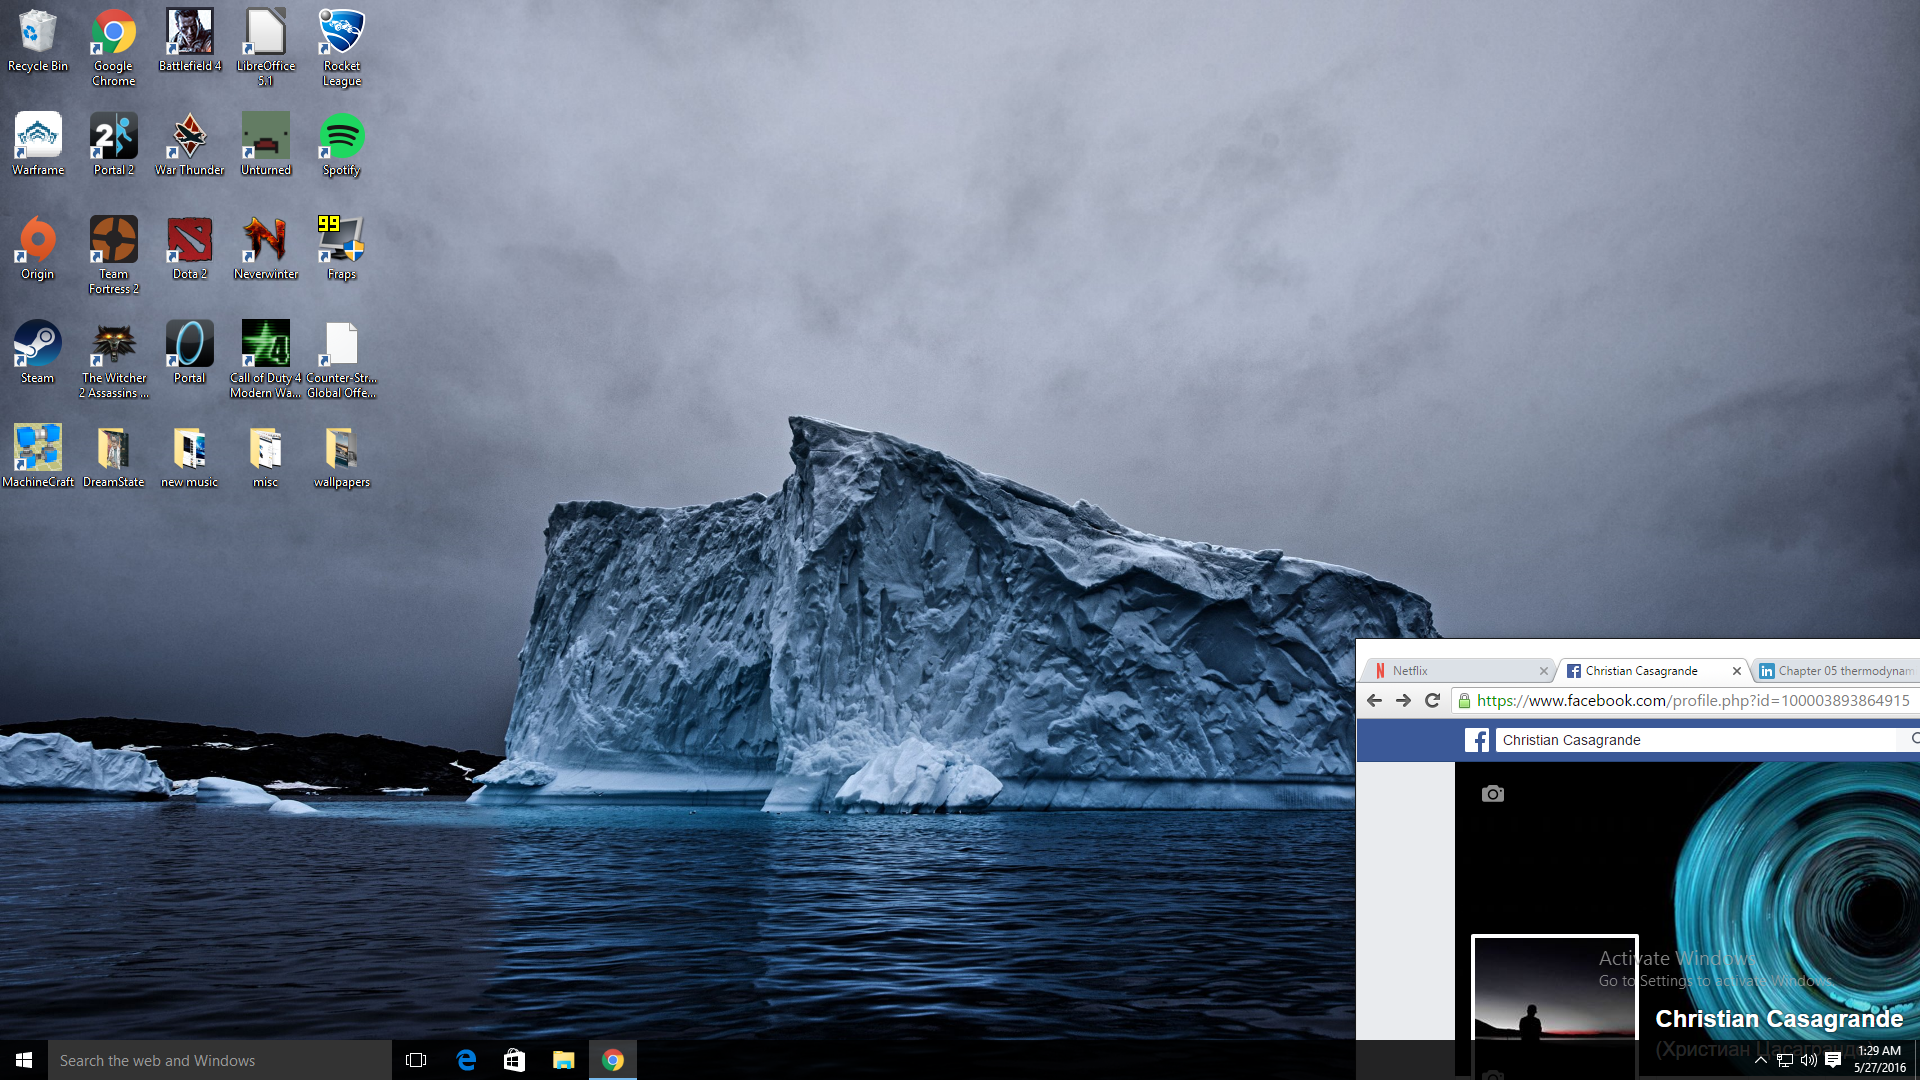 Recycle Bin
Google Chrome
Battlefield 4
LibreOffice 5.1
Rocket League
Warframe
Portal 2
War Thunder
Unturned
Spotify
Origin
Team Fortress 2
Dota 2
Neverwinter
99
Fraps
Steam
The Witcher 2 Assassins ...
Portal
Call of Duty 4 Modern Wa...
Counter-Str... Global Offe...
MachineCraft
DreamState
new music
misc
wallpapers
Netflix
Christian Casagrande
Chapter 05 thermodynam
https://www.facebook.com/profile.php?id=100003893864915
Christian Casagrande
Activate Windows
Go to Settings to activate Windows.
Christian Casagrande
(Христиан Цасагранде
Search the web and Windows
1:29 AM
5/27/2016